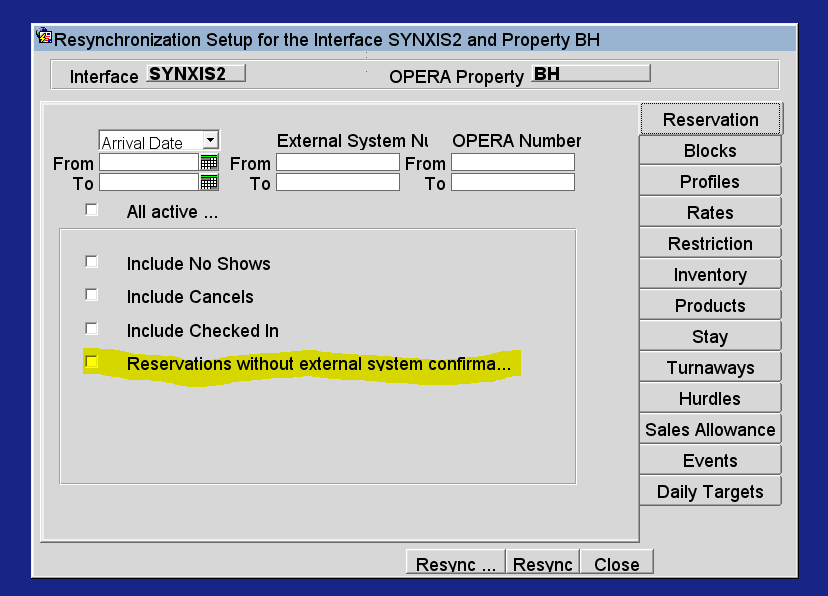 Resynchronization Setup for the Interface SYNXIS2 and Property BH
Interface SYNXIS2 OPERA Property BH
Arrival Date External System Nu OPERA Number
From From From
To To To
All active ...
Include No Shows
Include Cancels
Include Checked In
Reservations without external system confirma...
Reservation
Blocks
Profiles
Rates
Restriction
Inventory
Products
Stay
Turnaways
Hurdles
Sales Allowance
Events
Daily Targets
Resync ... Resync Close